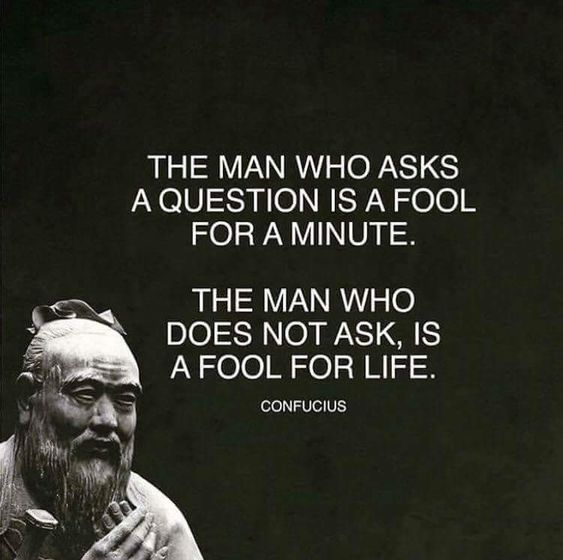 THE MAN WHO ASKS
A QUESTION IS A FOOL
FOR A MINUTE.
THE MAN WHO
DOES NOT ASK, IS
A FOOL FOR LIFE.
CONFUCIUS